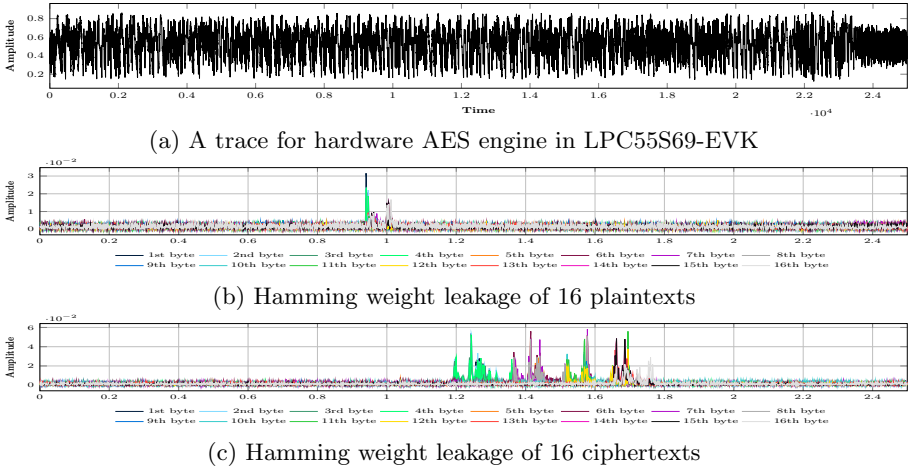 0.8
0.6
0.4
0.2
Amplitude
0 0.2 0.4 0.6 0.8 1 1.2 1.4 1.6 1.8 2 2.2 2.4
Time
·10⁴
(a) A trace for hardware AES engine in LPC55S69-EVK
·10⁻²
3
2
1
0
Amplitude
0 0.2 0.4 0.6 0.8 1 1.2 1.4 1.6 1.8 2 2.2 2.4
1st byte 2nd byte 3rd byte 4th byte 5th byte 6th byte 7th byte 8th byte
9th byte 10th byte 11th byte 12th byte 13th byte 14th byte 15th byte 16th byte
(b) Hamming weight leakage of 16 plaintexts
·10⁻²
6
4
2
0
Amplitude
0 0.2 0.4 0.6 0.8 1 1.2 1.4 1.6 1.8 2 2.2 2.4
1st byte 2nd byte 3rd byte 4th byte 5th byte 6th byte 7th byte 8th byte
9th byte 10th byte 11th byte 12th byte 13th byte 14th byte 15th byte 16th byte
(c) Hamming weight leakage of 16 ciphertexts